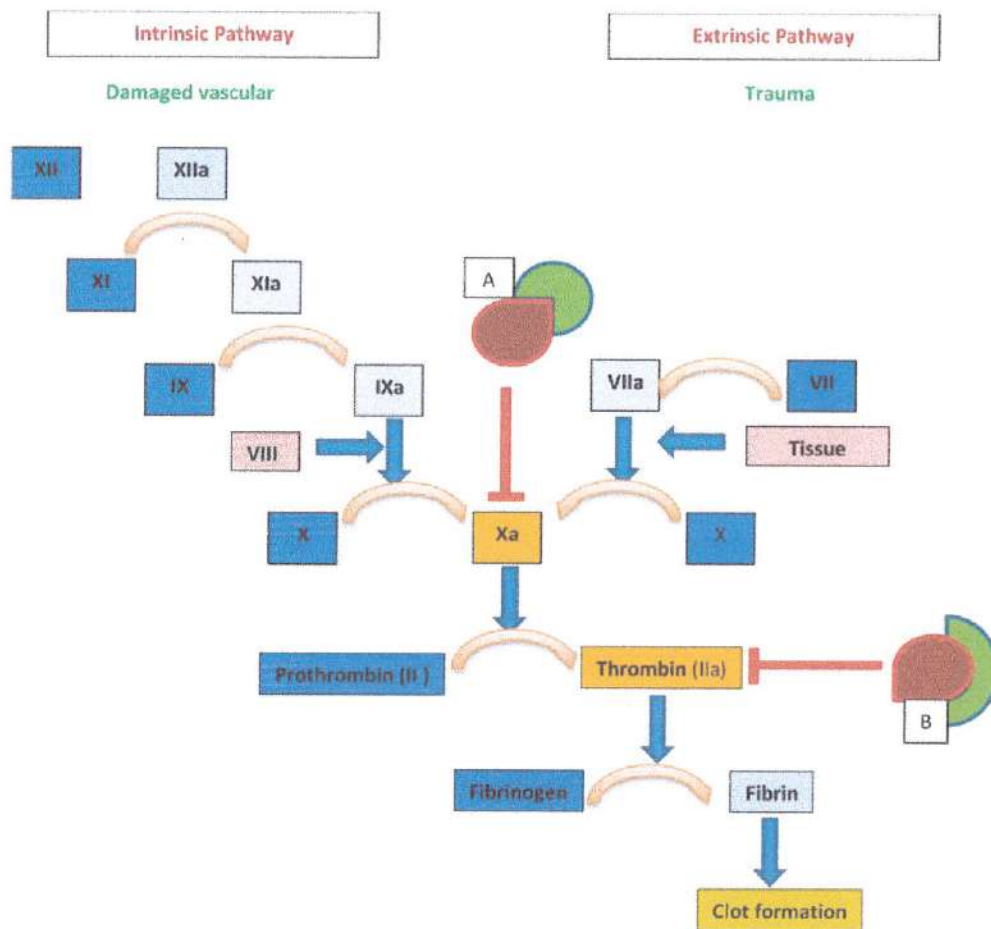 Intrinsic Pathway
Extrinsic Pathway
Damaged vascular
Trauma
XII
XIIa
XI
XIa
A
IX
IXa
VIIa
VII
VIII
Tissue
X
Xa
X
Prothrombin (II )
Thrombin (IIa)
B
Fibrinogen
Fibrin
Clot formation